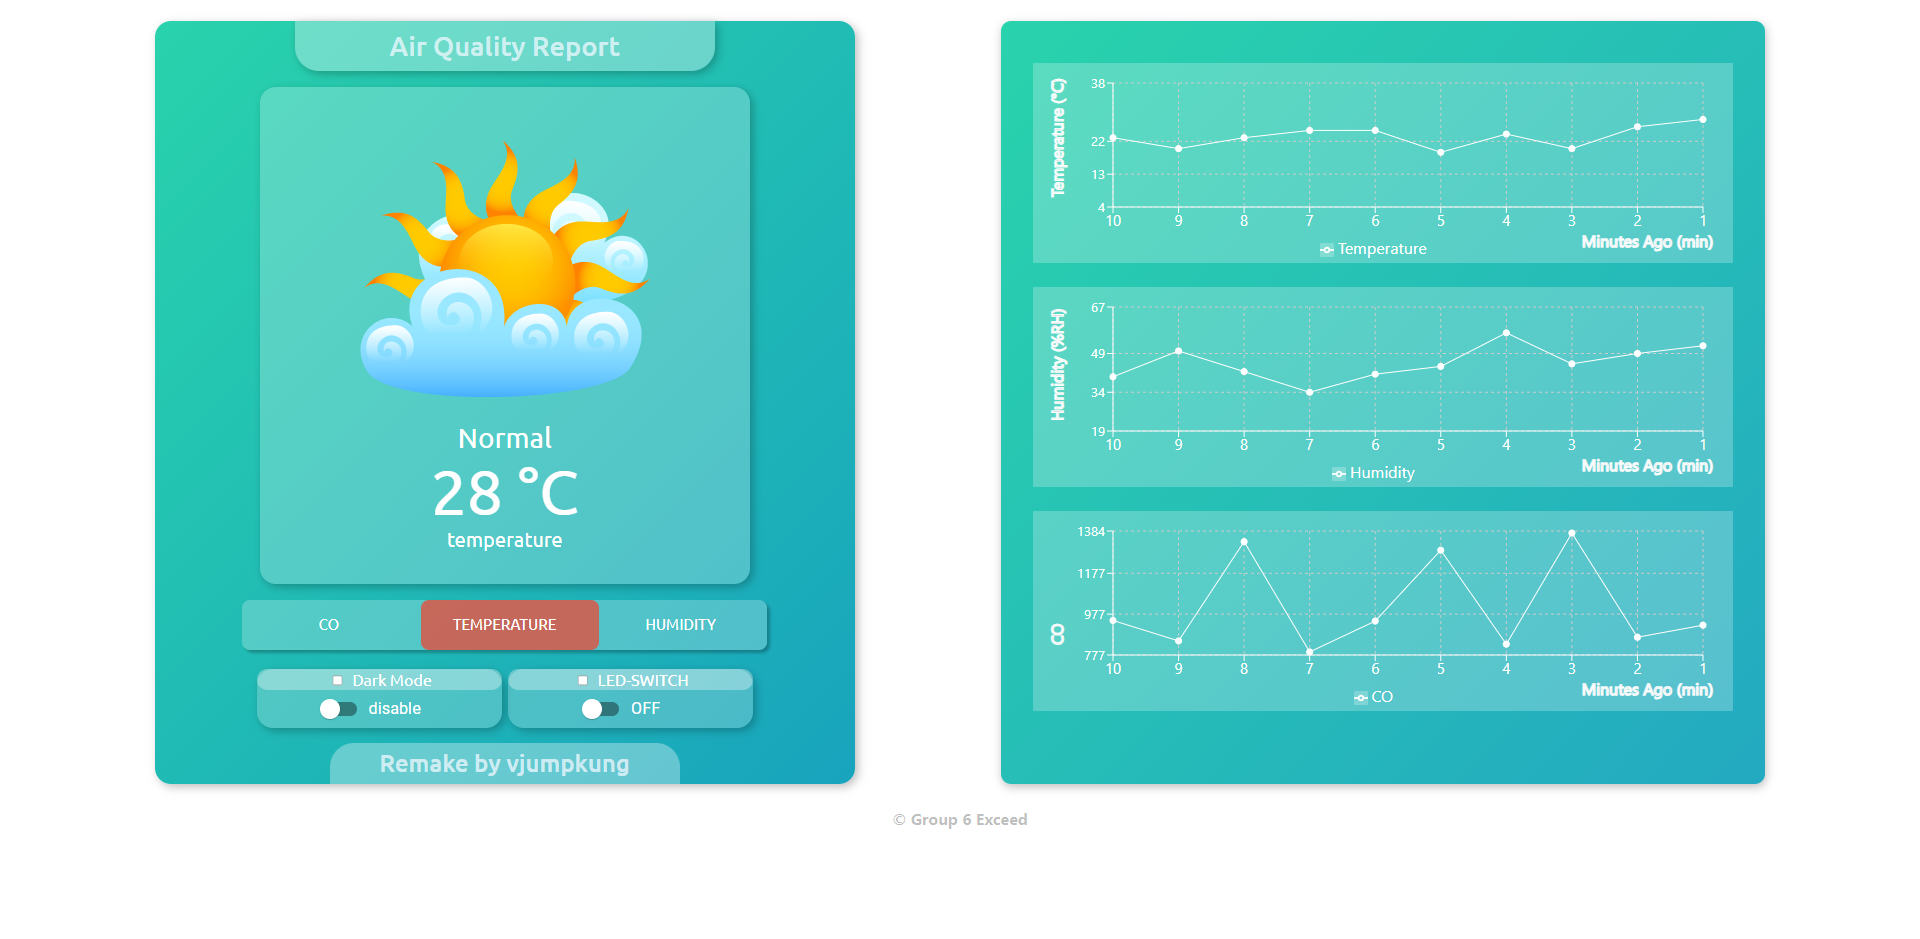 Air Quality Report
Normal
28 °C
temperature
CO
TEMPERATURE
HUMIDITY
Dark Mode
disable
LED-SWITCH
OFF
Remake by vjumpkung
Temperature (°C)
38
22
13
4
10 9 8 7 6 5 4 3 2 1
Minutes Ago (min)
Temperature
Humidity (%RH)
67
49
34
19
10 9 8 7 6 5 4 3 2 1
Minutes Ago (min)
Humidity
CO
1384
1177
977
777
10 9 8 7 6 5 4 3 2 1
Minutes Ago (min)
CO
© Group 6 Exceed